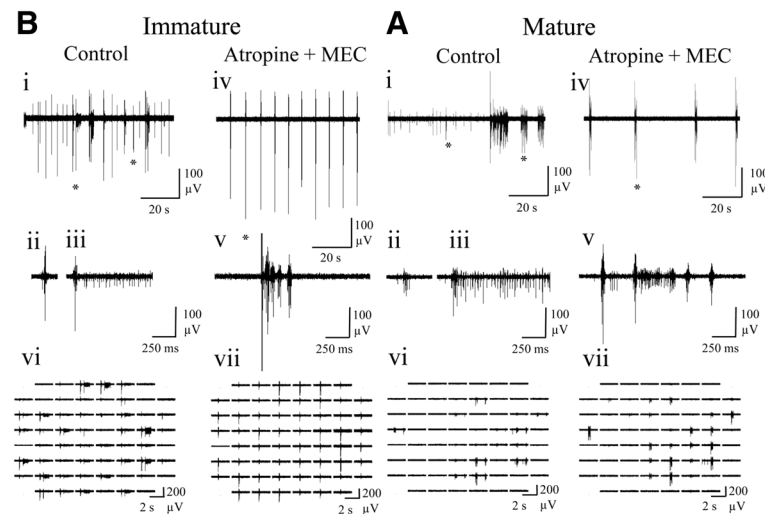 B Immature
Control Atropine + MEC
i
iv
*
*
100
µV
20 s
*
100
µV
20 s
ii iii
v
100
µV
250 ms
100
µV
250 ms
vi
vii
200
2 s µV
200
2 s µV
A Mature
Control Atropine + MEC
i
iv
*
*
100
µV
20 s
*
100
µV
20 s
ii iii
v
100
µV
250 ms
100
µV
250 ms
vi
vii
200
2 s µV
200
2 s µV